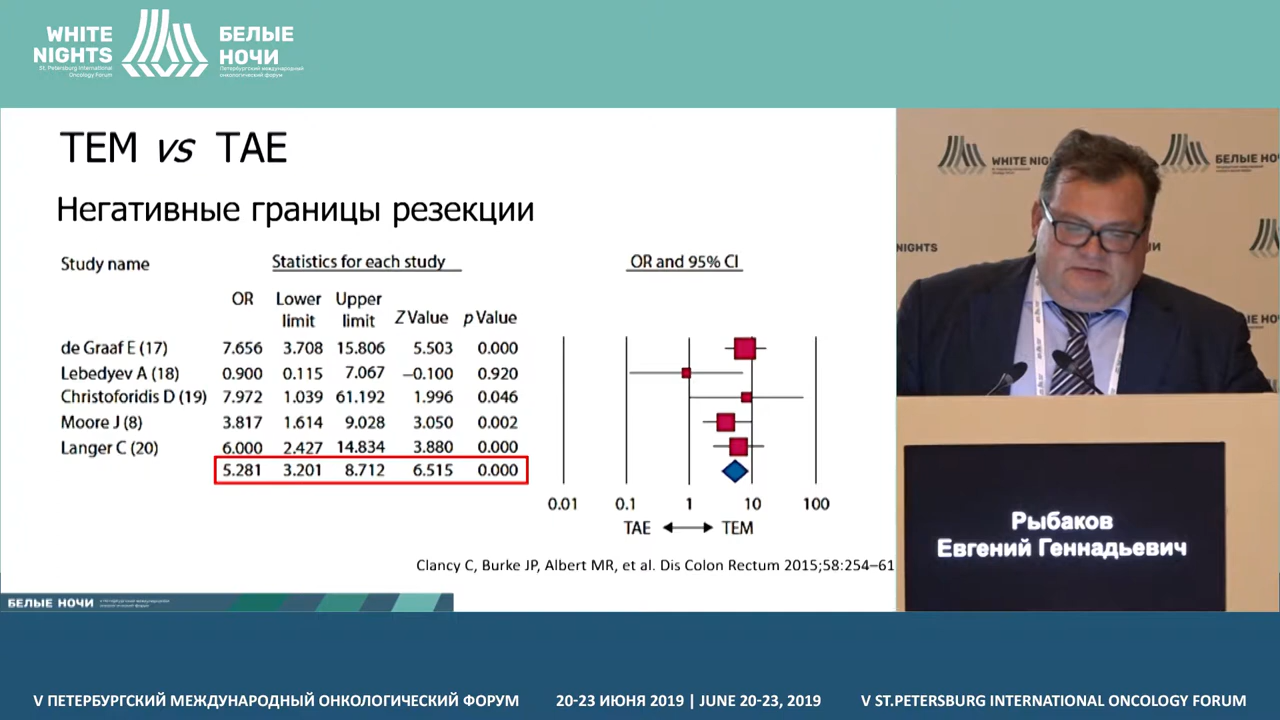 WHITE
NIGHTS
St. Petersburg International
Oncology Forum
БЕЛЫЕ
НОЧИ
Петербургский международный
онкологический форум
TEM vs TAE
Негативные границы резекции
Study name Statistics for each study OR and 95% CI
OR Lower limit Upper limit Z Value p Value
de Graaf E (17) 7.656 3.708 15.806 5.503 0.000
Lebedyev A (18) 0.900 0.115 7.067 –0.100 0.920
Christoforidis D (19) 7.972 1.039 61.192 1.996 0.046
Moore J (8) 3.817 1.614 9.028 3.050 0.002
Langer C (20) 6.000 2.427 14.834 3.880 0.000
5.281 3.201 8.712 6.515 0.000
0.01 0.1 1 10 100
TAE TEM
Clancy C, Burke JP, Albert MR, et al. Dis Colon Rectum 2015;58:254–61
БЕЛЫЕ НОЧИ
WHITE NIG
БЕЛЫЕ НО
NIGHTS
Рыбаков
Евгений Геннадьевич
V ПЕТЕРБУРГСКИЙ МЕЖДУНАРОДНЫЙ ОНКОЛОГИЧЕСКИЙ ФОРУМ 20-23 ИЮНЯ 2019 | JUNE 20-23, 2019 V ST.PETERSBURG INTERNATIONAL ONCOLOGY FORUM